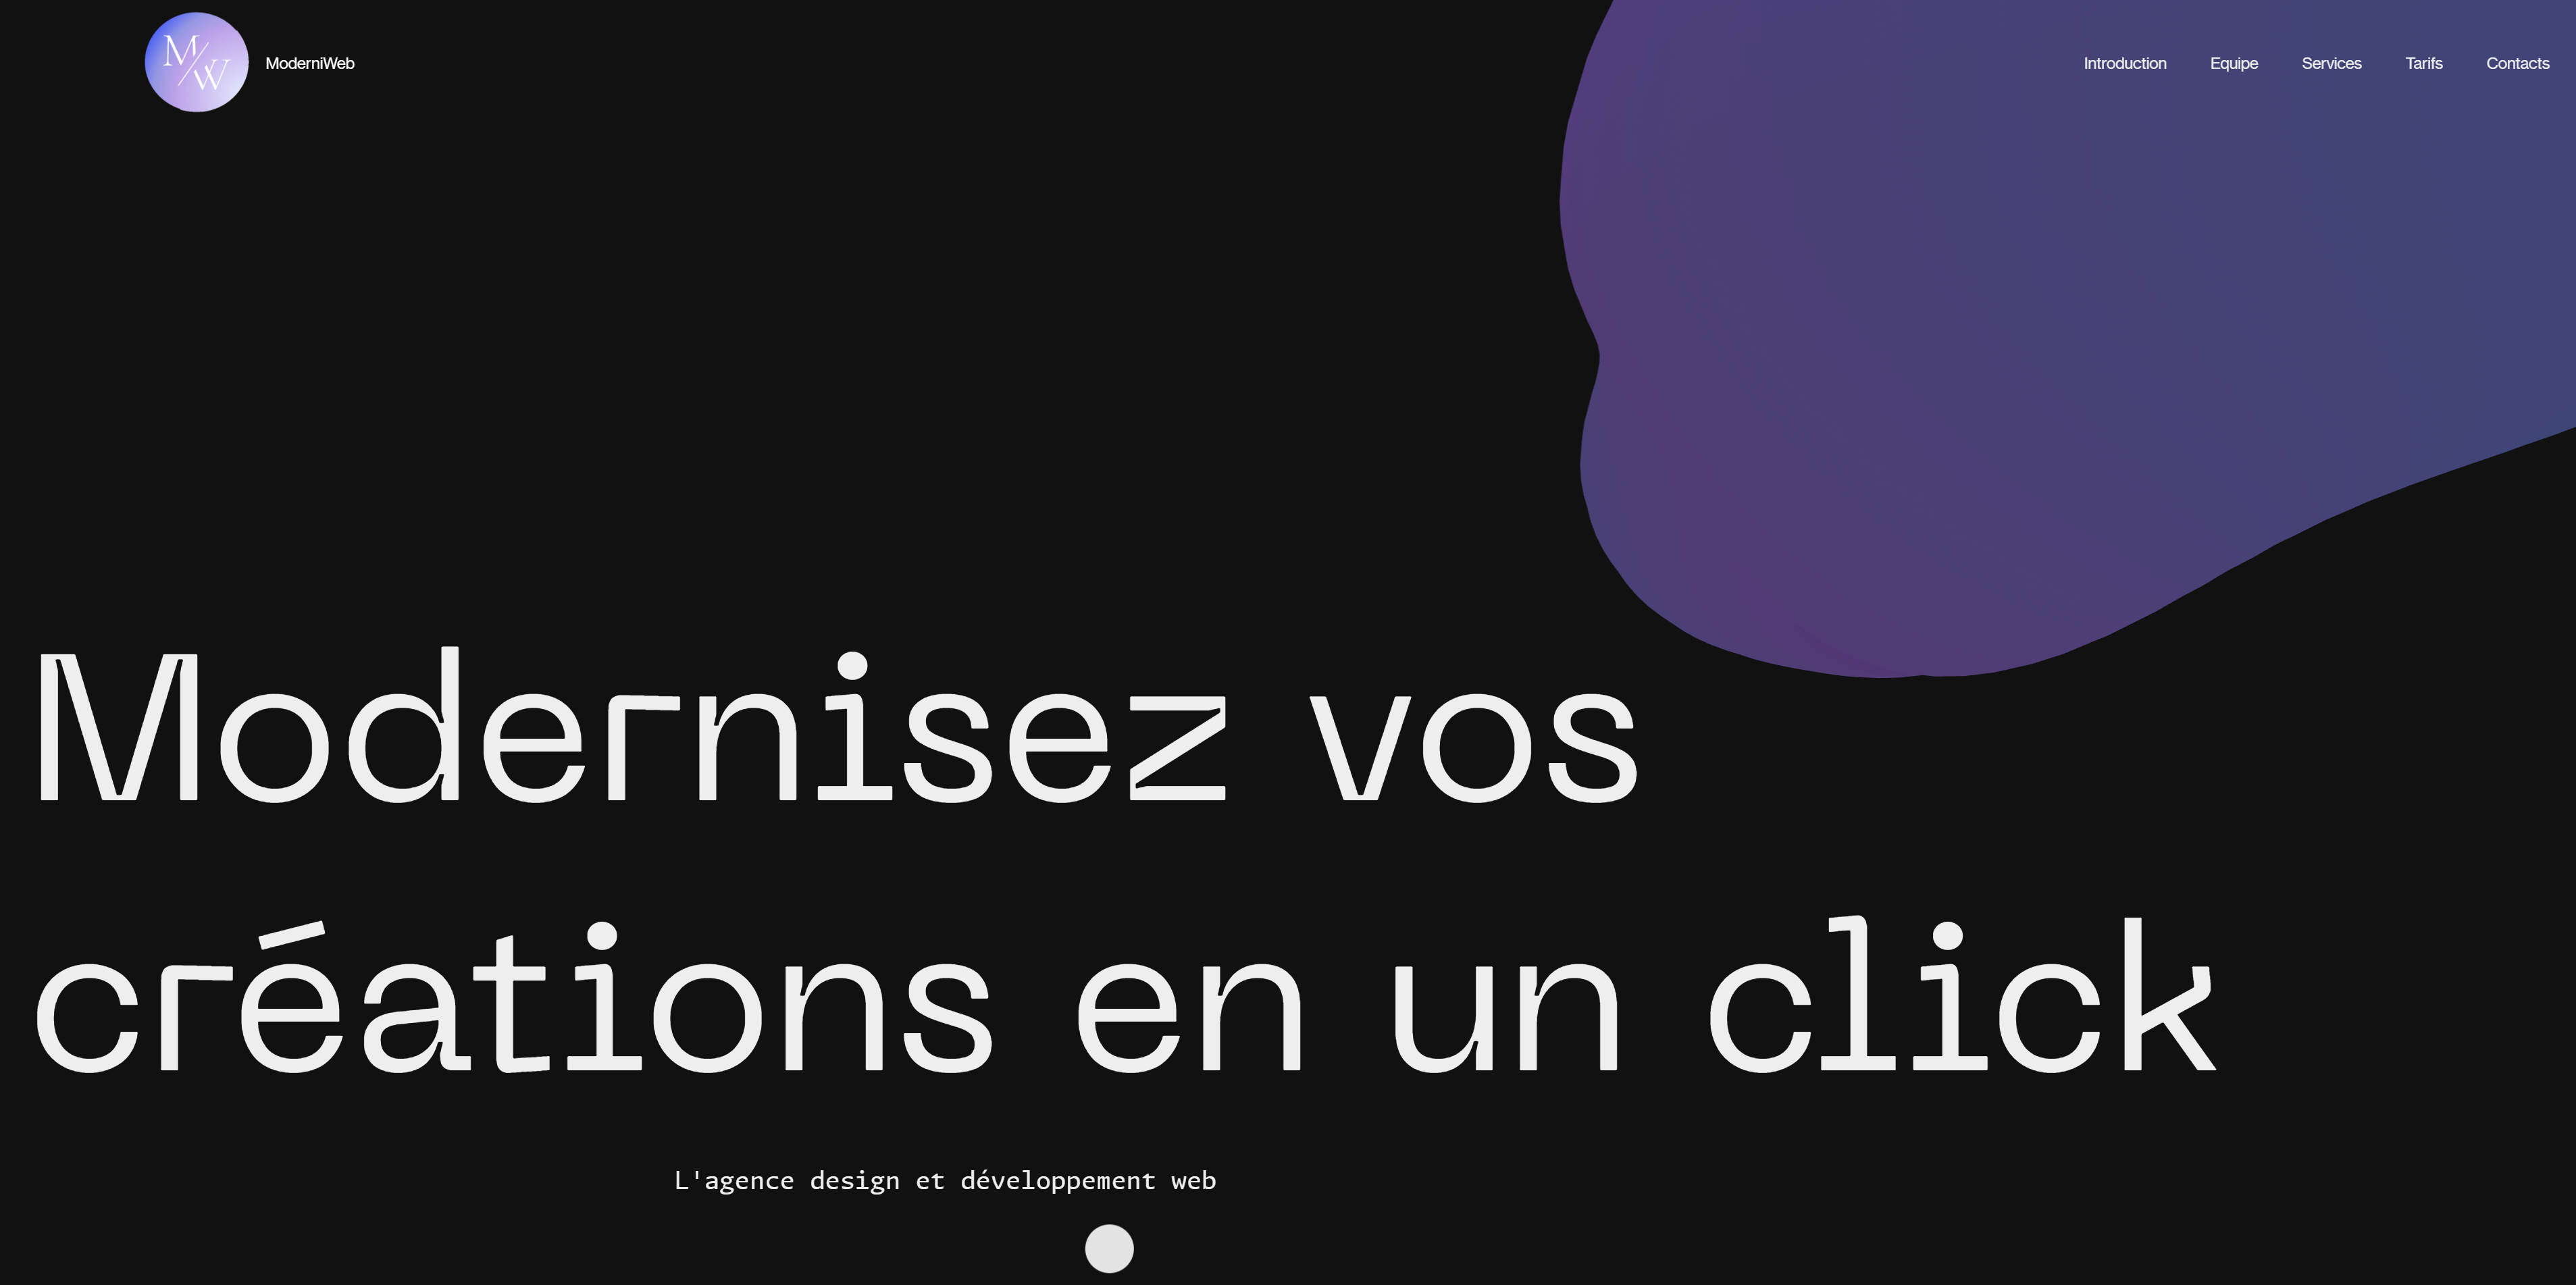 M/W
ModerniWeb
Introduction Equipe Services Tarifs Contacts
Modernisez vos
créations en un click
L'agence design et développement web